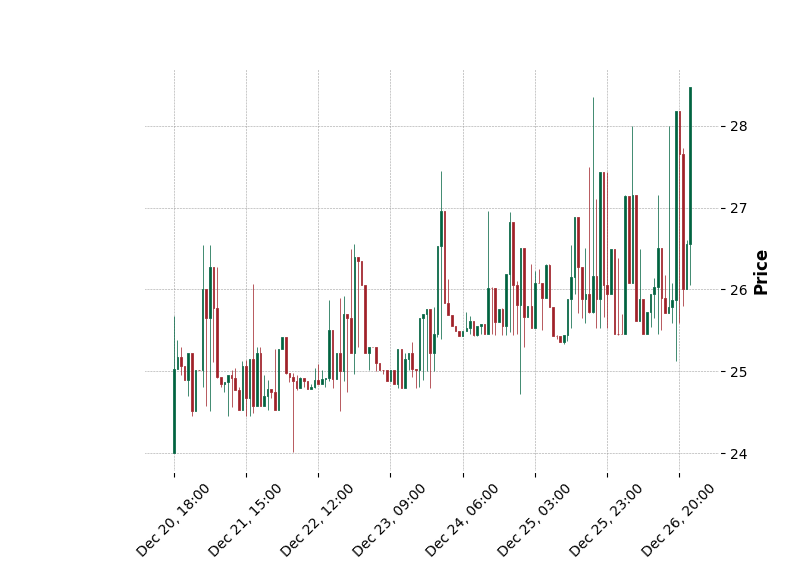 28
27
26
25
24
Price
Dec 20, 18:00
Dec 21, 15:00
Dec 22, 12:00
Dec 23, 09:00
Dec 24, 06:00
Dec 25, 03:00
Dec 25, 23:00
Dec 26, 20:00